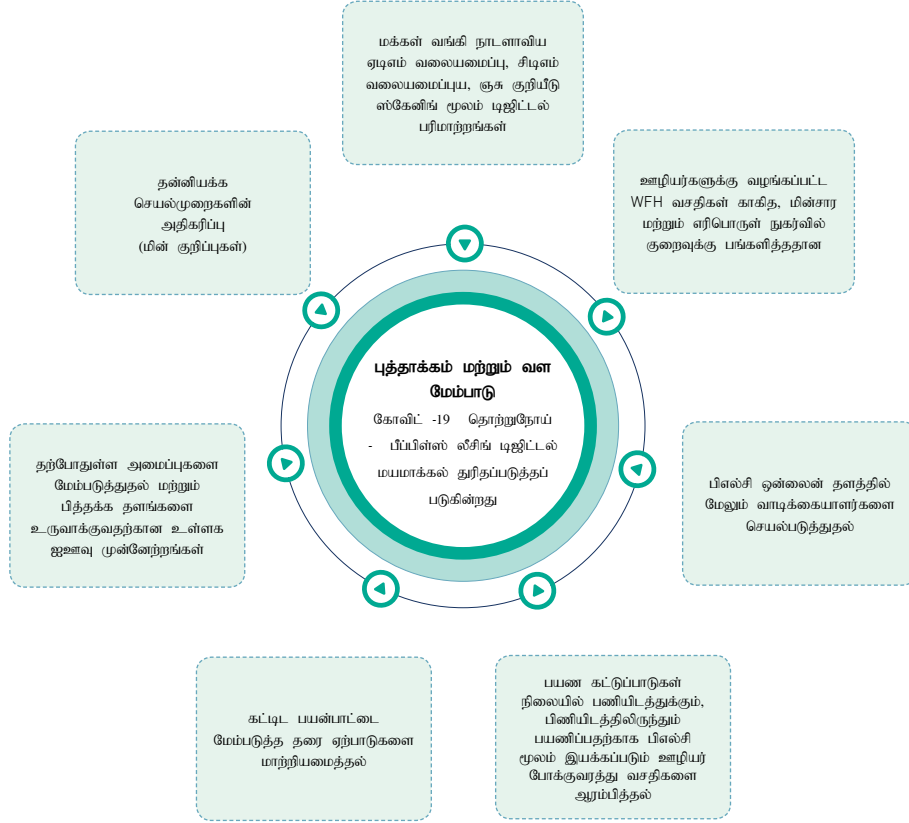 மக்கள் வங்கி நாடளாவிய
ஏடிஎம் வலையமைப்பு, சிடிஎம்
வலையமைப்புய, ஞசு குறியீடு
ஸ்கேனிங் மூலம் டிஜிட்டல்
பரிமாற்றங்கள்
ஊழியர்களுக்கு வழங்கப்பட்ட
WFH வசதிகள் காகித, மின்சார
மற்றும் எரிபொருள் நுகர்வில்
குறைவுக்கு பங்களித்ததான
பிஎல்சி ஒன்லைன் தளத்தில்
மேலும் வாடிக்கையாளர்களை
செயல்படுத்துதல்
பயண கட்டுப்பாடுகள்
நிலையில் பணியிடத்துக்கும்,
பிணியிடத்திலிருந்தும்
பயணிப்பதற்காக பிஎல்சி
மூலம் இயக்கப்படும் ஊழியர்
போக்குவரத்து வசதிகளை
ஆரம்பித்தல்
கட்டிட பயன்பாட்டை
மேம்படுத்த தரை ஏற்பாடுகளை
மாற்றியமைத்தல்
தற்போதுள்ள அமைப்புகளை
மேம்படுத்துதல் மற்றும்
பித்தக்க தளங்களை
உருவாக்குவதற்கான உள்ளக
ஐஊவு முன்னேற்றங்கள்
தன்னியக்க
செயல்முறைகளின்
அதிகரிப்பு
(மின் குறிப்புகள்)
புத்தாக்கம் மற்றும் வள
மேம்பாடு
கோவிட் -19 தொற்றுநோய்
- பீப்பிள்ஸ் லீசிங் டிஜிட்டல்
மயமாக்கல் துரிதப்படுத்தப்
படுகின்றது